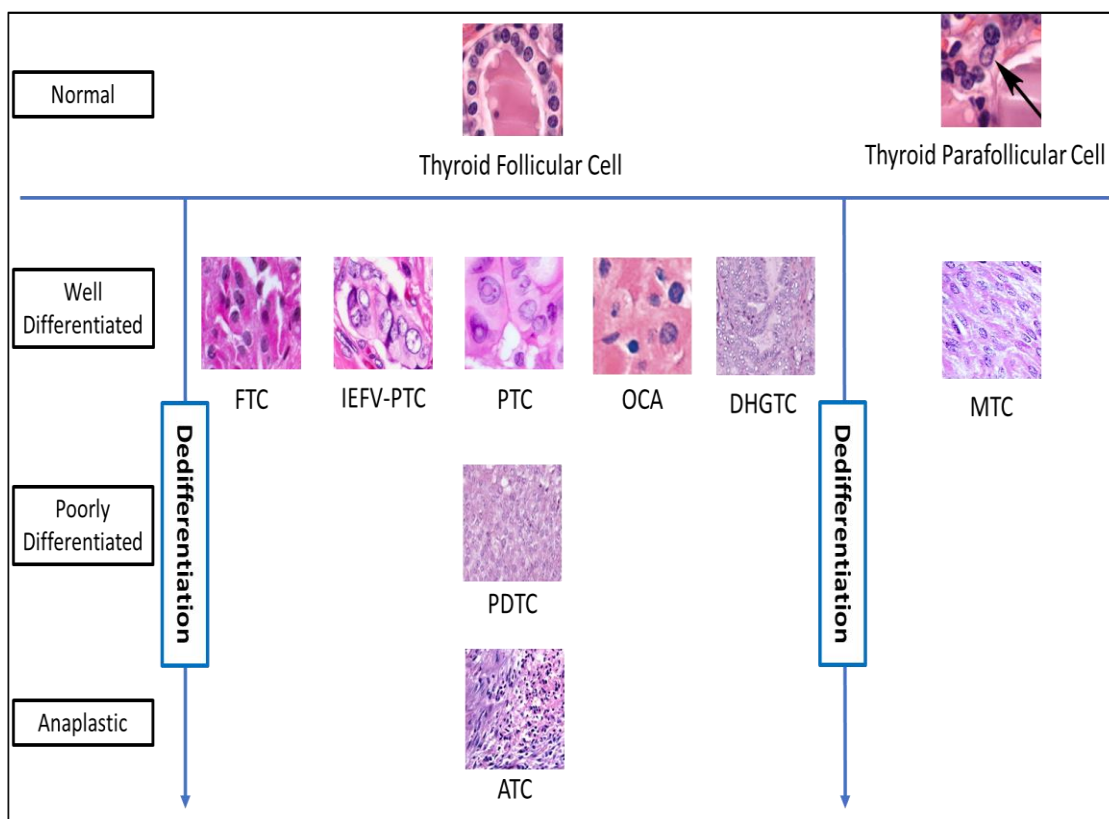 Normal
Thyroid Follicular Cell
Thyroid Parafollicular Cell
Well
Differentiated
FTC
IEFV-PTC
PTC
OCA
DHGTC
MTC
Dedifferentiation
Dedifferentiation
Poorly
Differentiated
PDTC
Anaplastic
ATC